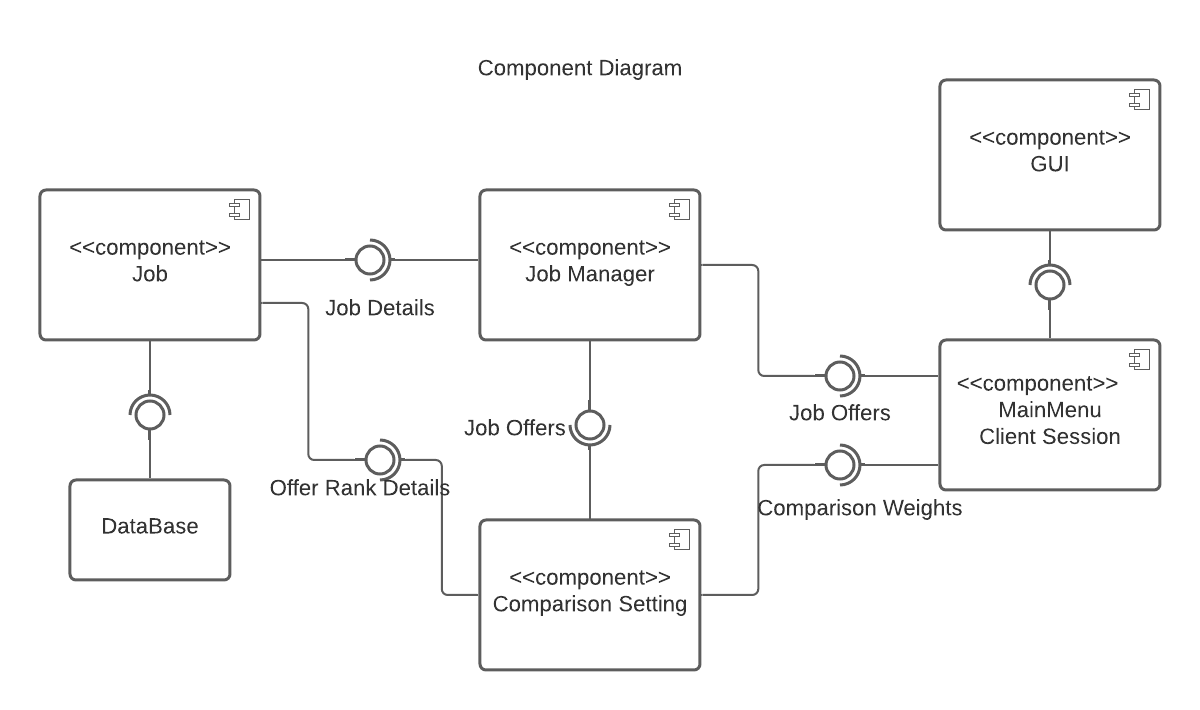 Component Diagram
<<component>>
GUI
<<component>>
Job
<<component>>
Job Manager
Job Details
<<component>>
MainMenu
Client Session
Job Offers
Job Offers
Offer Rank Details
Comparison Weights
DataBase
<<component>>
Comparison Setting